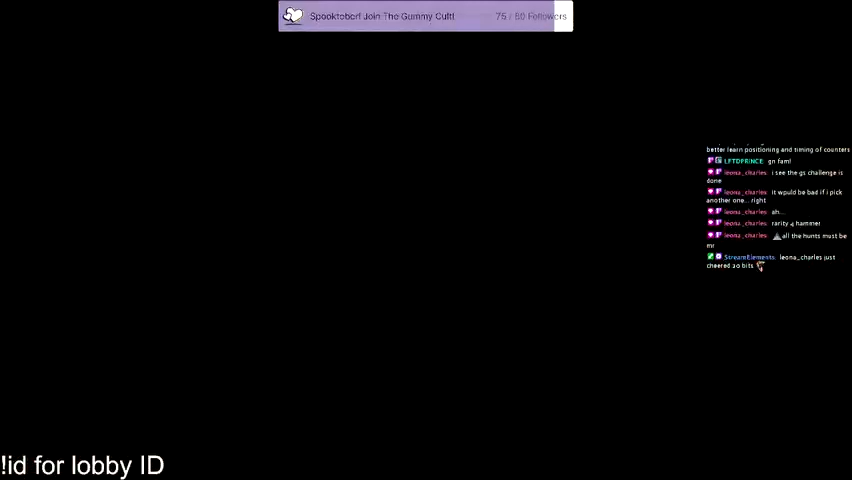 Spooktober! Join The Gummy Cult! 75 / 50 Followers
better learn positioning and timing of counters
LFTDPRINCE gn fam!
leona_charles i see the gs challenge is
done
leona_charles it wpuld be bad if i pick
another one... right
leona_charles ah...
leona_charles rarity 4 hammer
leona_charles all the hunts must be
mr
StreamElements leona_charles just
cheered 20 bits
!id for lobby ID